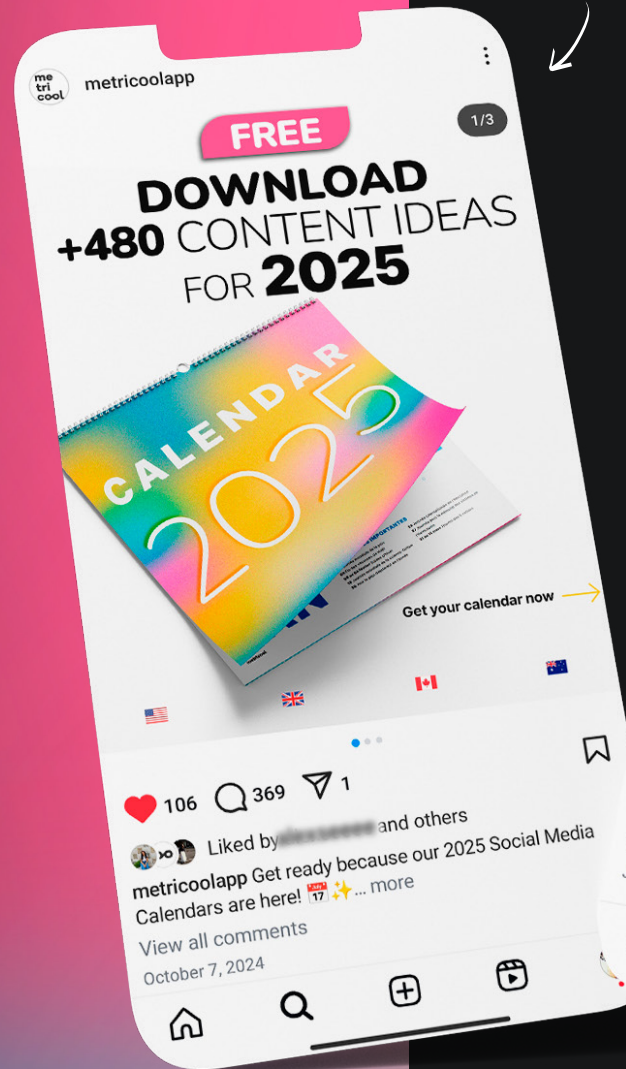 me
tri
cool
metricoolapp
1/3
FREE
DOWNLOAD
+480 CONTENT IDEAS
FOR 2025
CALENDAR
2025
Get your calendar now
106
369
1
Liked by
and others
metricoolapp Get ready because our 2025 Social Media
Calendars are here! 📅✨... more
View all comments
October 7, 2024